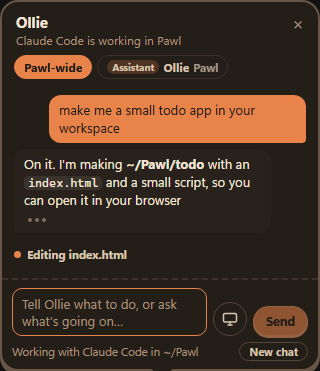 Ollie
×
Claude Code is working in Pawl
Pawl-wide
Assistant Ollie Pawl
make me a small todo app in your
workspace
On it. I'm making ~/Pawl/todo with an
index.html and a small script, so you
can open it in your browser
Editing index.html
Tell Ollie what to do, or ask
what's going on...
Send
Working with Claude Code in ~/Pawl
New chat